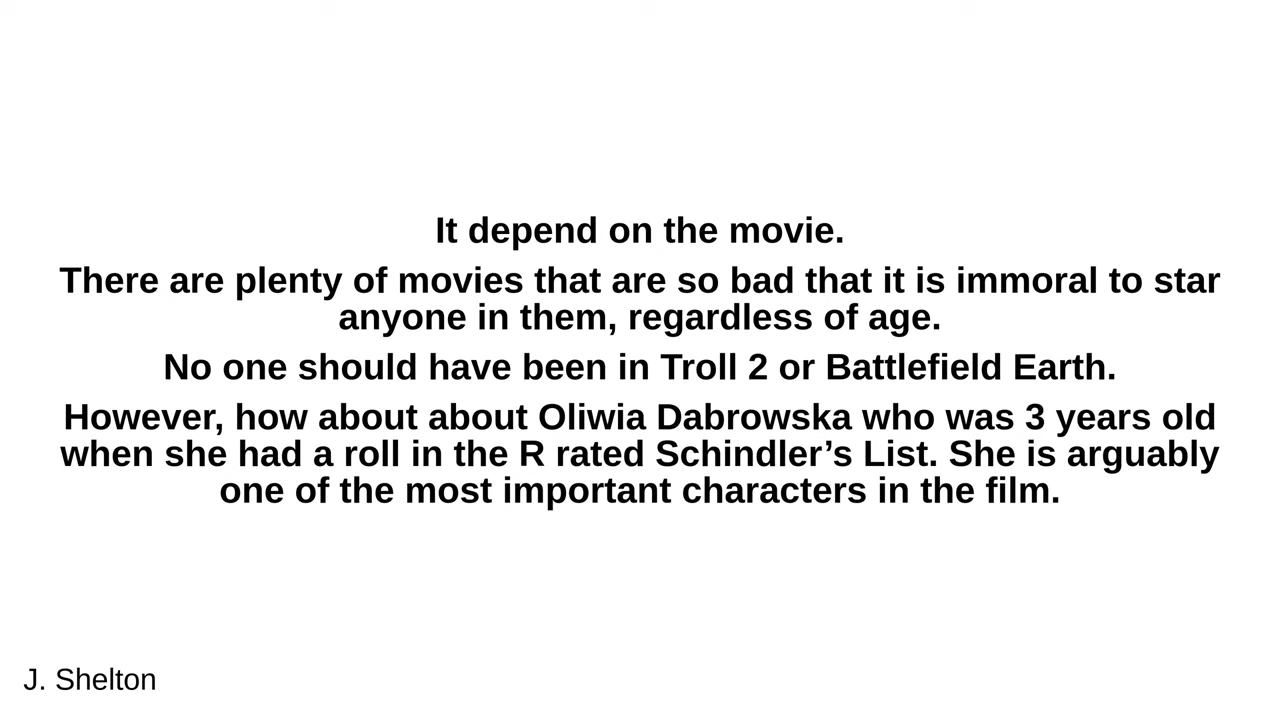 It depend on the movie.
There are plenty of movies that are so bad that it is immoral to star
anyone in them, regardless of age.
No one should have been in Troll 2 or Battlefield Earth.
However, how about about Oliwia Dabrowska who was 3 years old
when she had a roll in the R rated Schindler’s List. She is arguably
one of the most important characters in the film.
J. Shelton